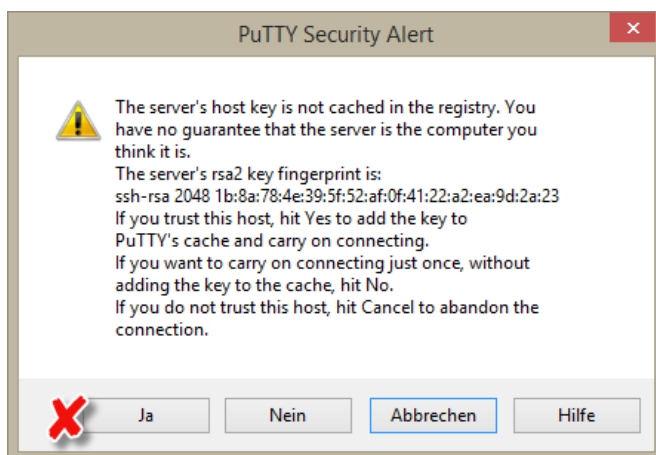 PuTTY Security Alert
The server's host key is not cached in the registry. You
have no guarantee that the server is the computer you
think it is.
The server's rsa2 key fingerprint is:
ssh-rsa 2048 1b:8a:78:4e:39:5f:52:af:0f:41:22:a2:ea:9d:2a:23
If you trust this host, hit Yes to add the key to
PuTTY's cache and carry on connecting.
If you want to carry on connecting just once, without
adding the key to the cache, hit No.
If you do not trust this host, hit Cancel to abandon the
connection.
Ja Nein Abbrechen Hilfe